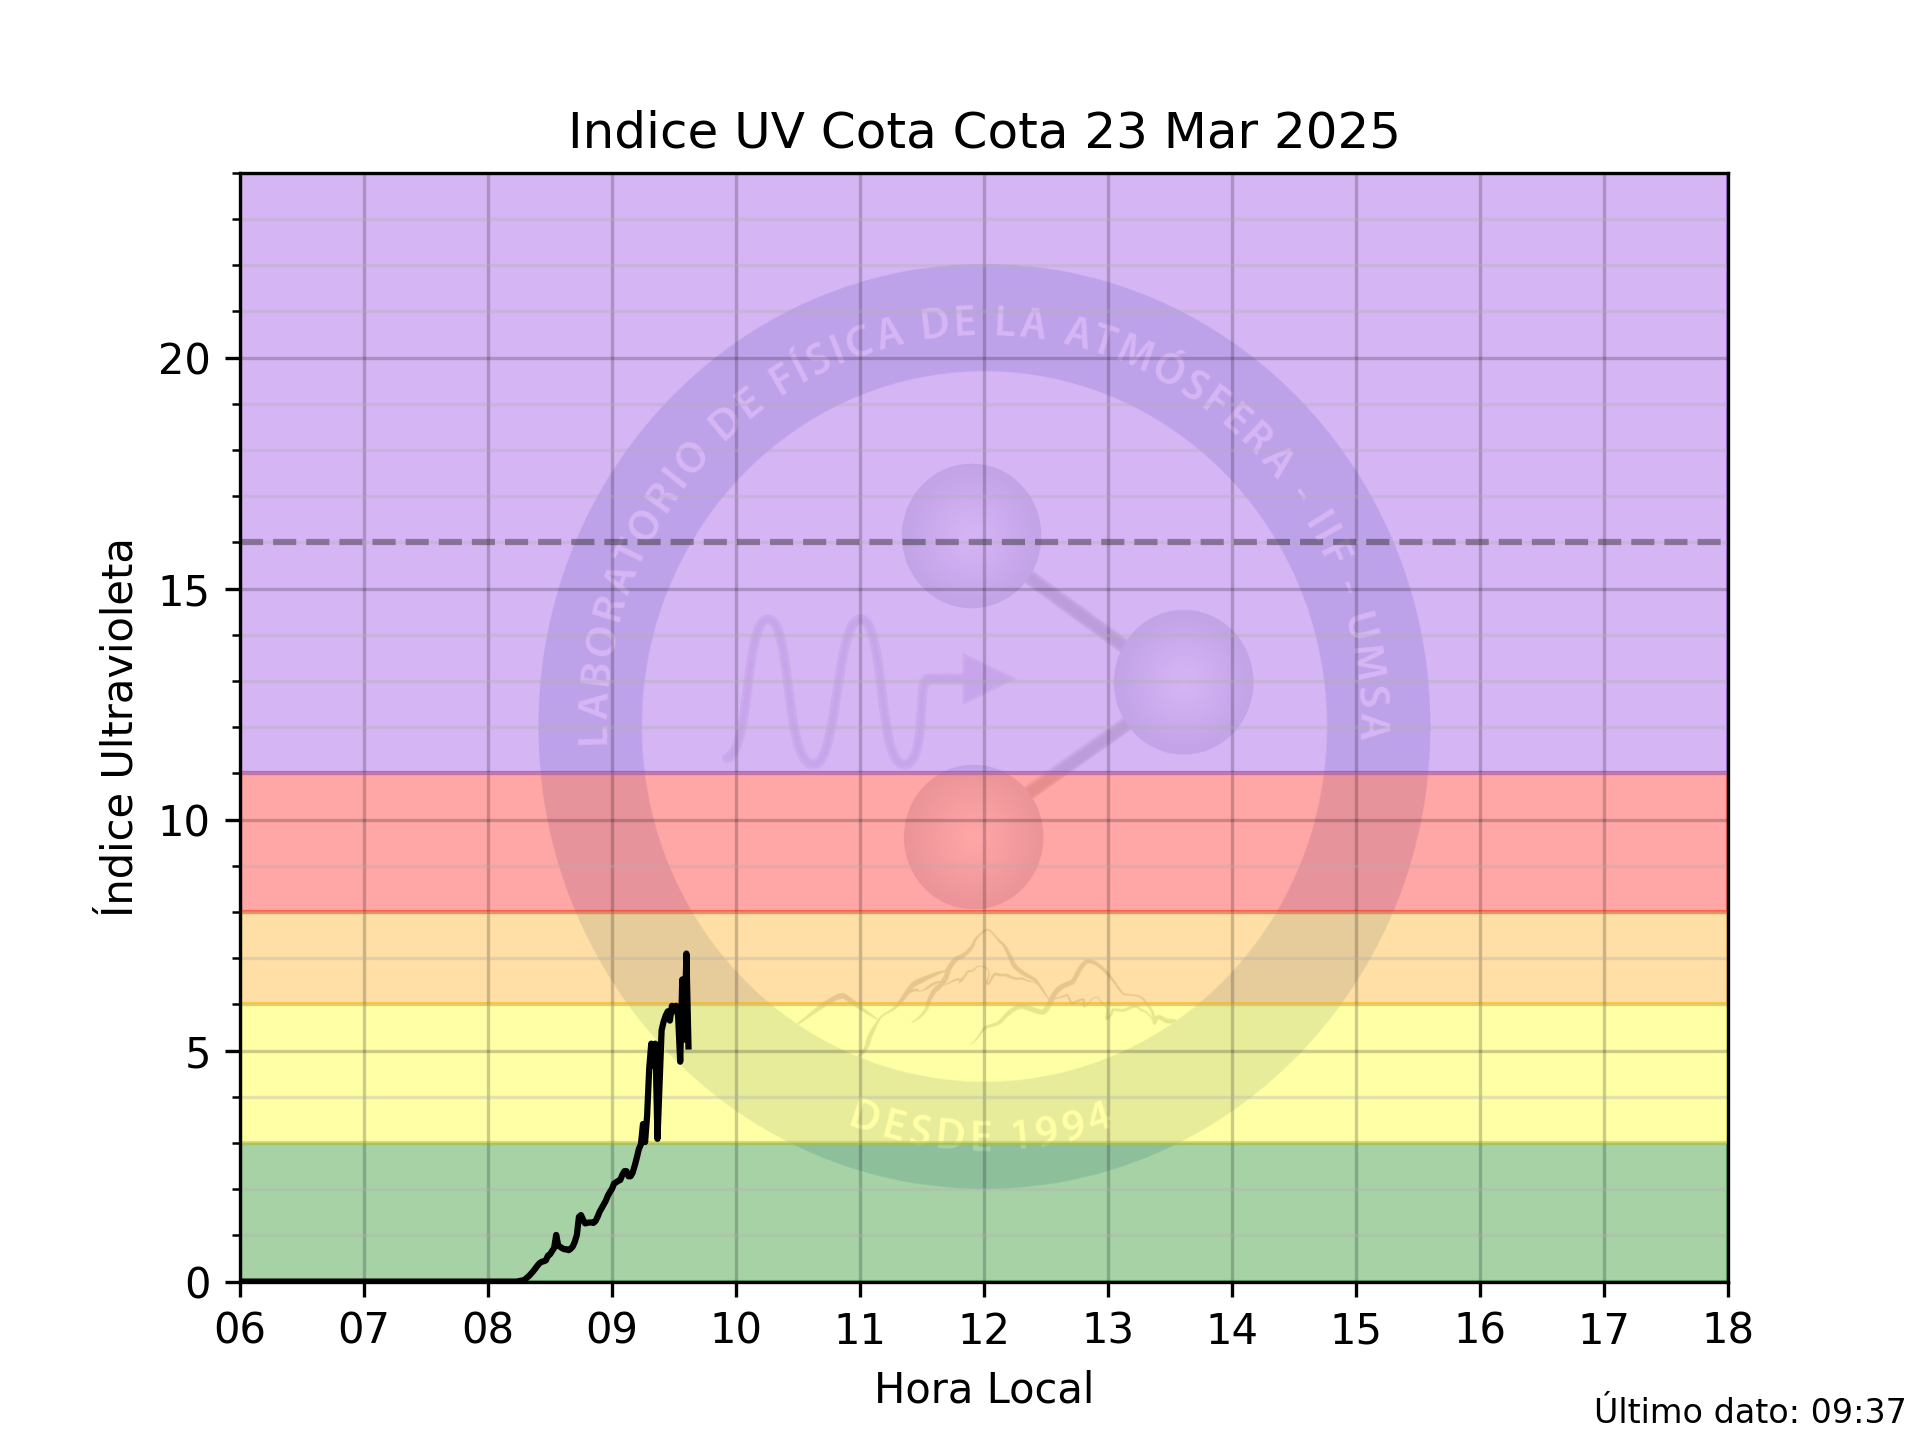 Indice UV Cota Cota 23 Mar 2025
LABORATORIO DE FÍSICA DE LA ATMÓSFERA - IIF - UMSA
DESDE 1994
Índice Ultravioleta
20
15
10
5
0
06 07 08 09 10 11 12 13 14 15 16 17 18
Hora Local
Último dato: 09:37